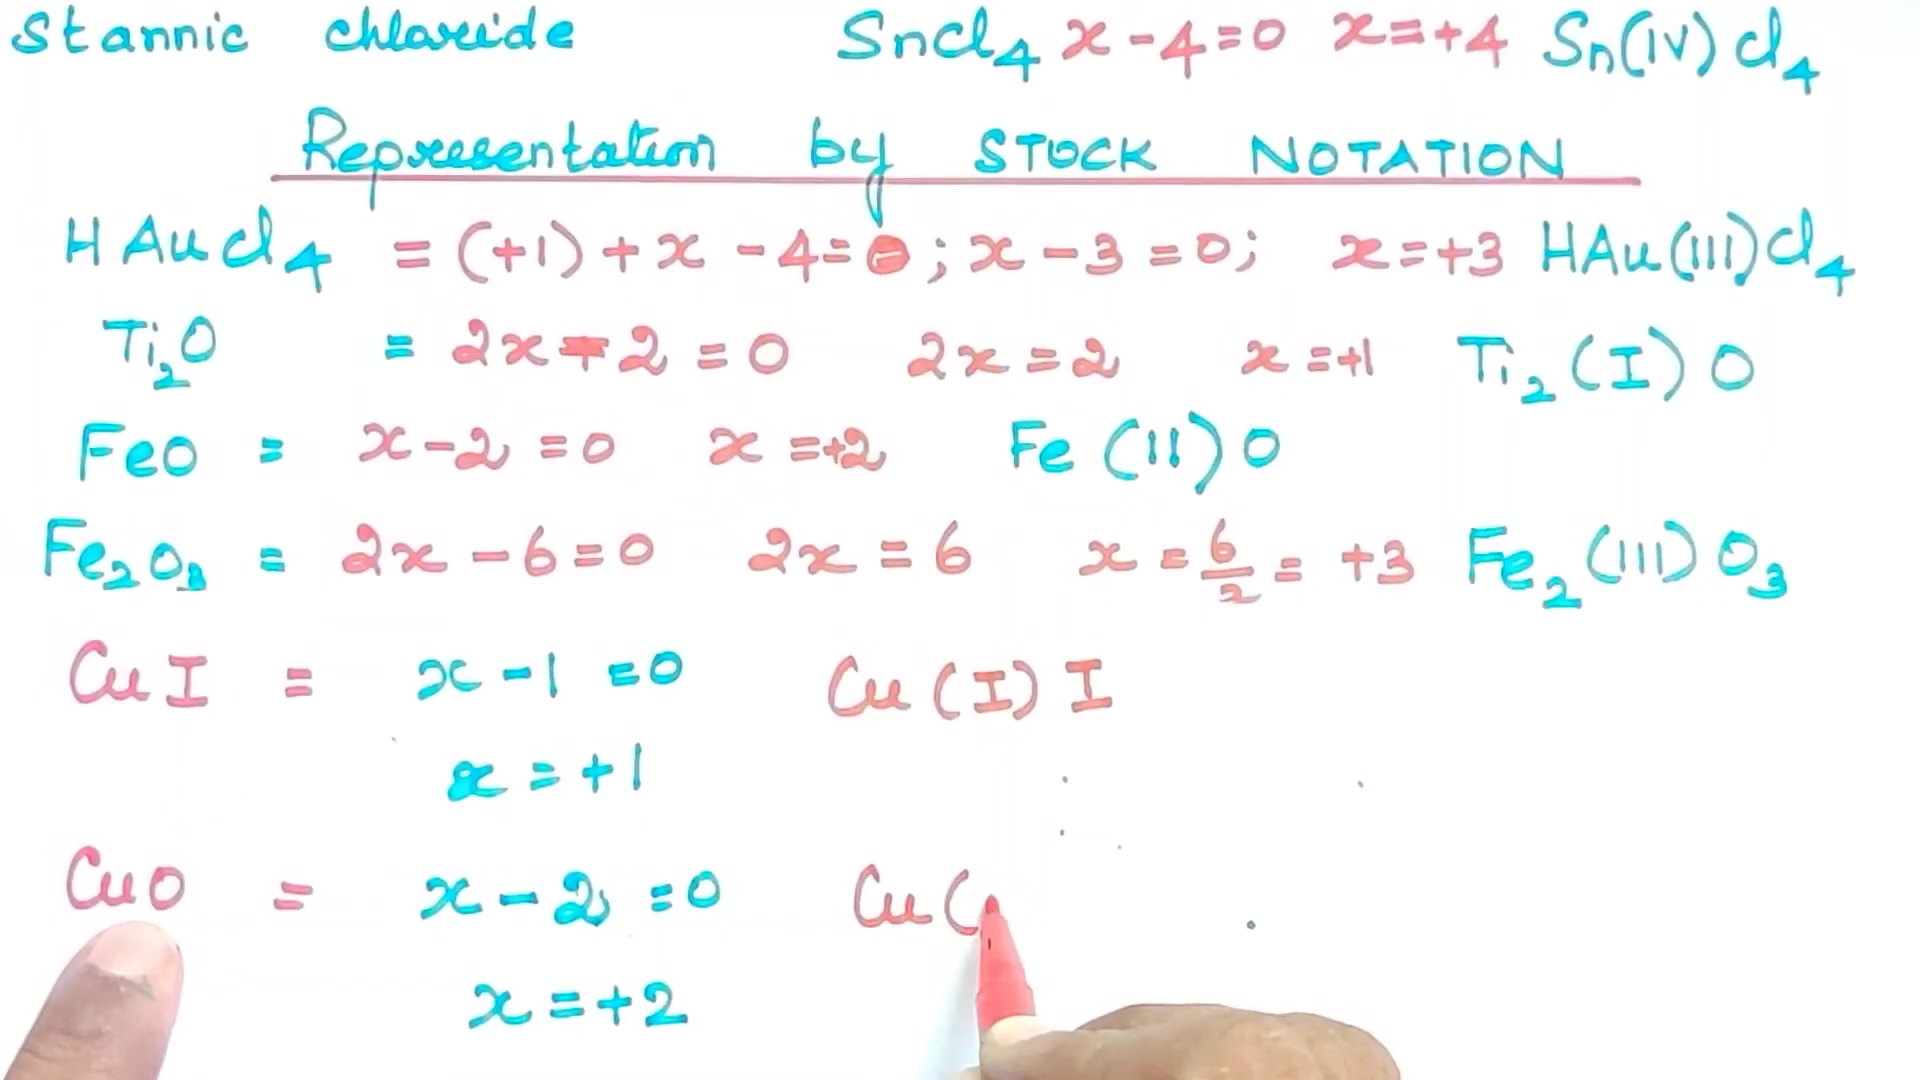 Stannic chloride SnCl₄ x - 4 = 0 x = +4 Sn(IV) Cl₄
Representation by STOCK NOTATION
HAuCl₄ = (+1) + x - 4 = 0 ; x - 3 = 0 ; x = +3 HAu(III)Cl₄
Ti₂O = 2x - 2 = 0 2x = 2 x = +1 Ti₂(I)O
FeO = x - 2 = 0 x = +2 Fe(II)O
Fe₂O₃ = 2x - 6 = 0 2x = 6 x = 6/2 = +3 Fe₂(III)O₃
CuI = x - 1 = 0 Cu(I)I
x = +1
CuO = x - 2 = 0 Cu(
x = +2